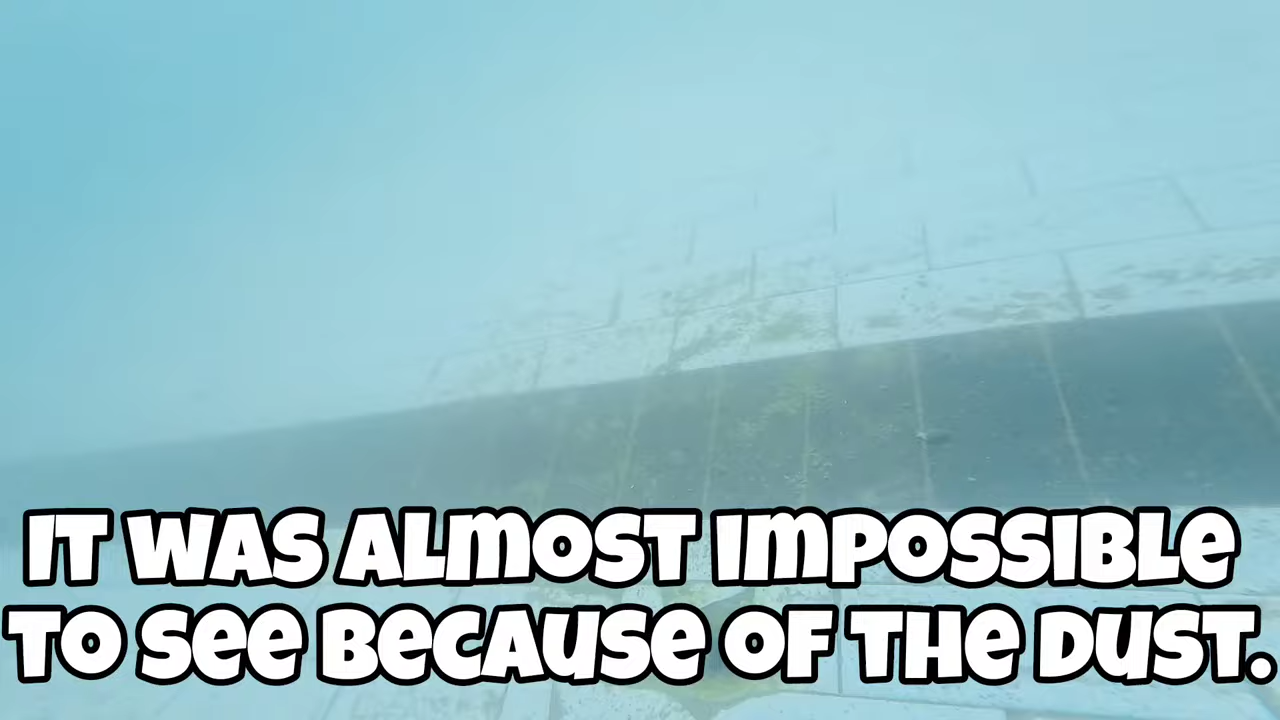 IT WAS ALMOST IMPOSSIBLE
TO SEE BECAUSE OF THE DUST.